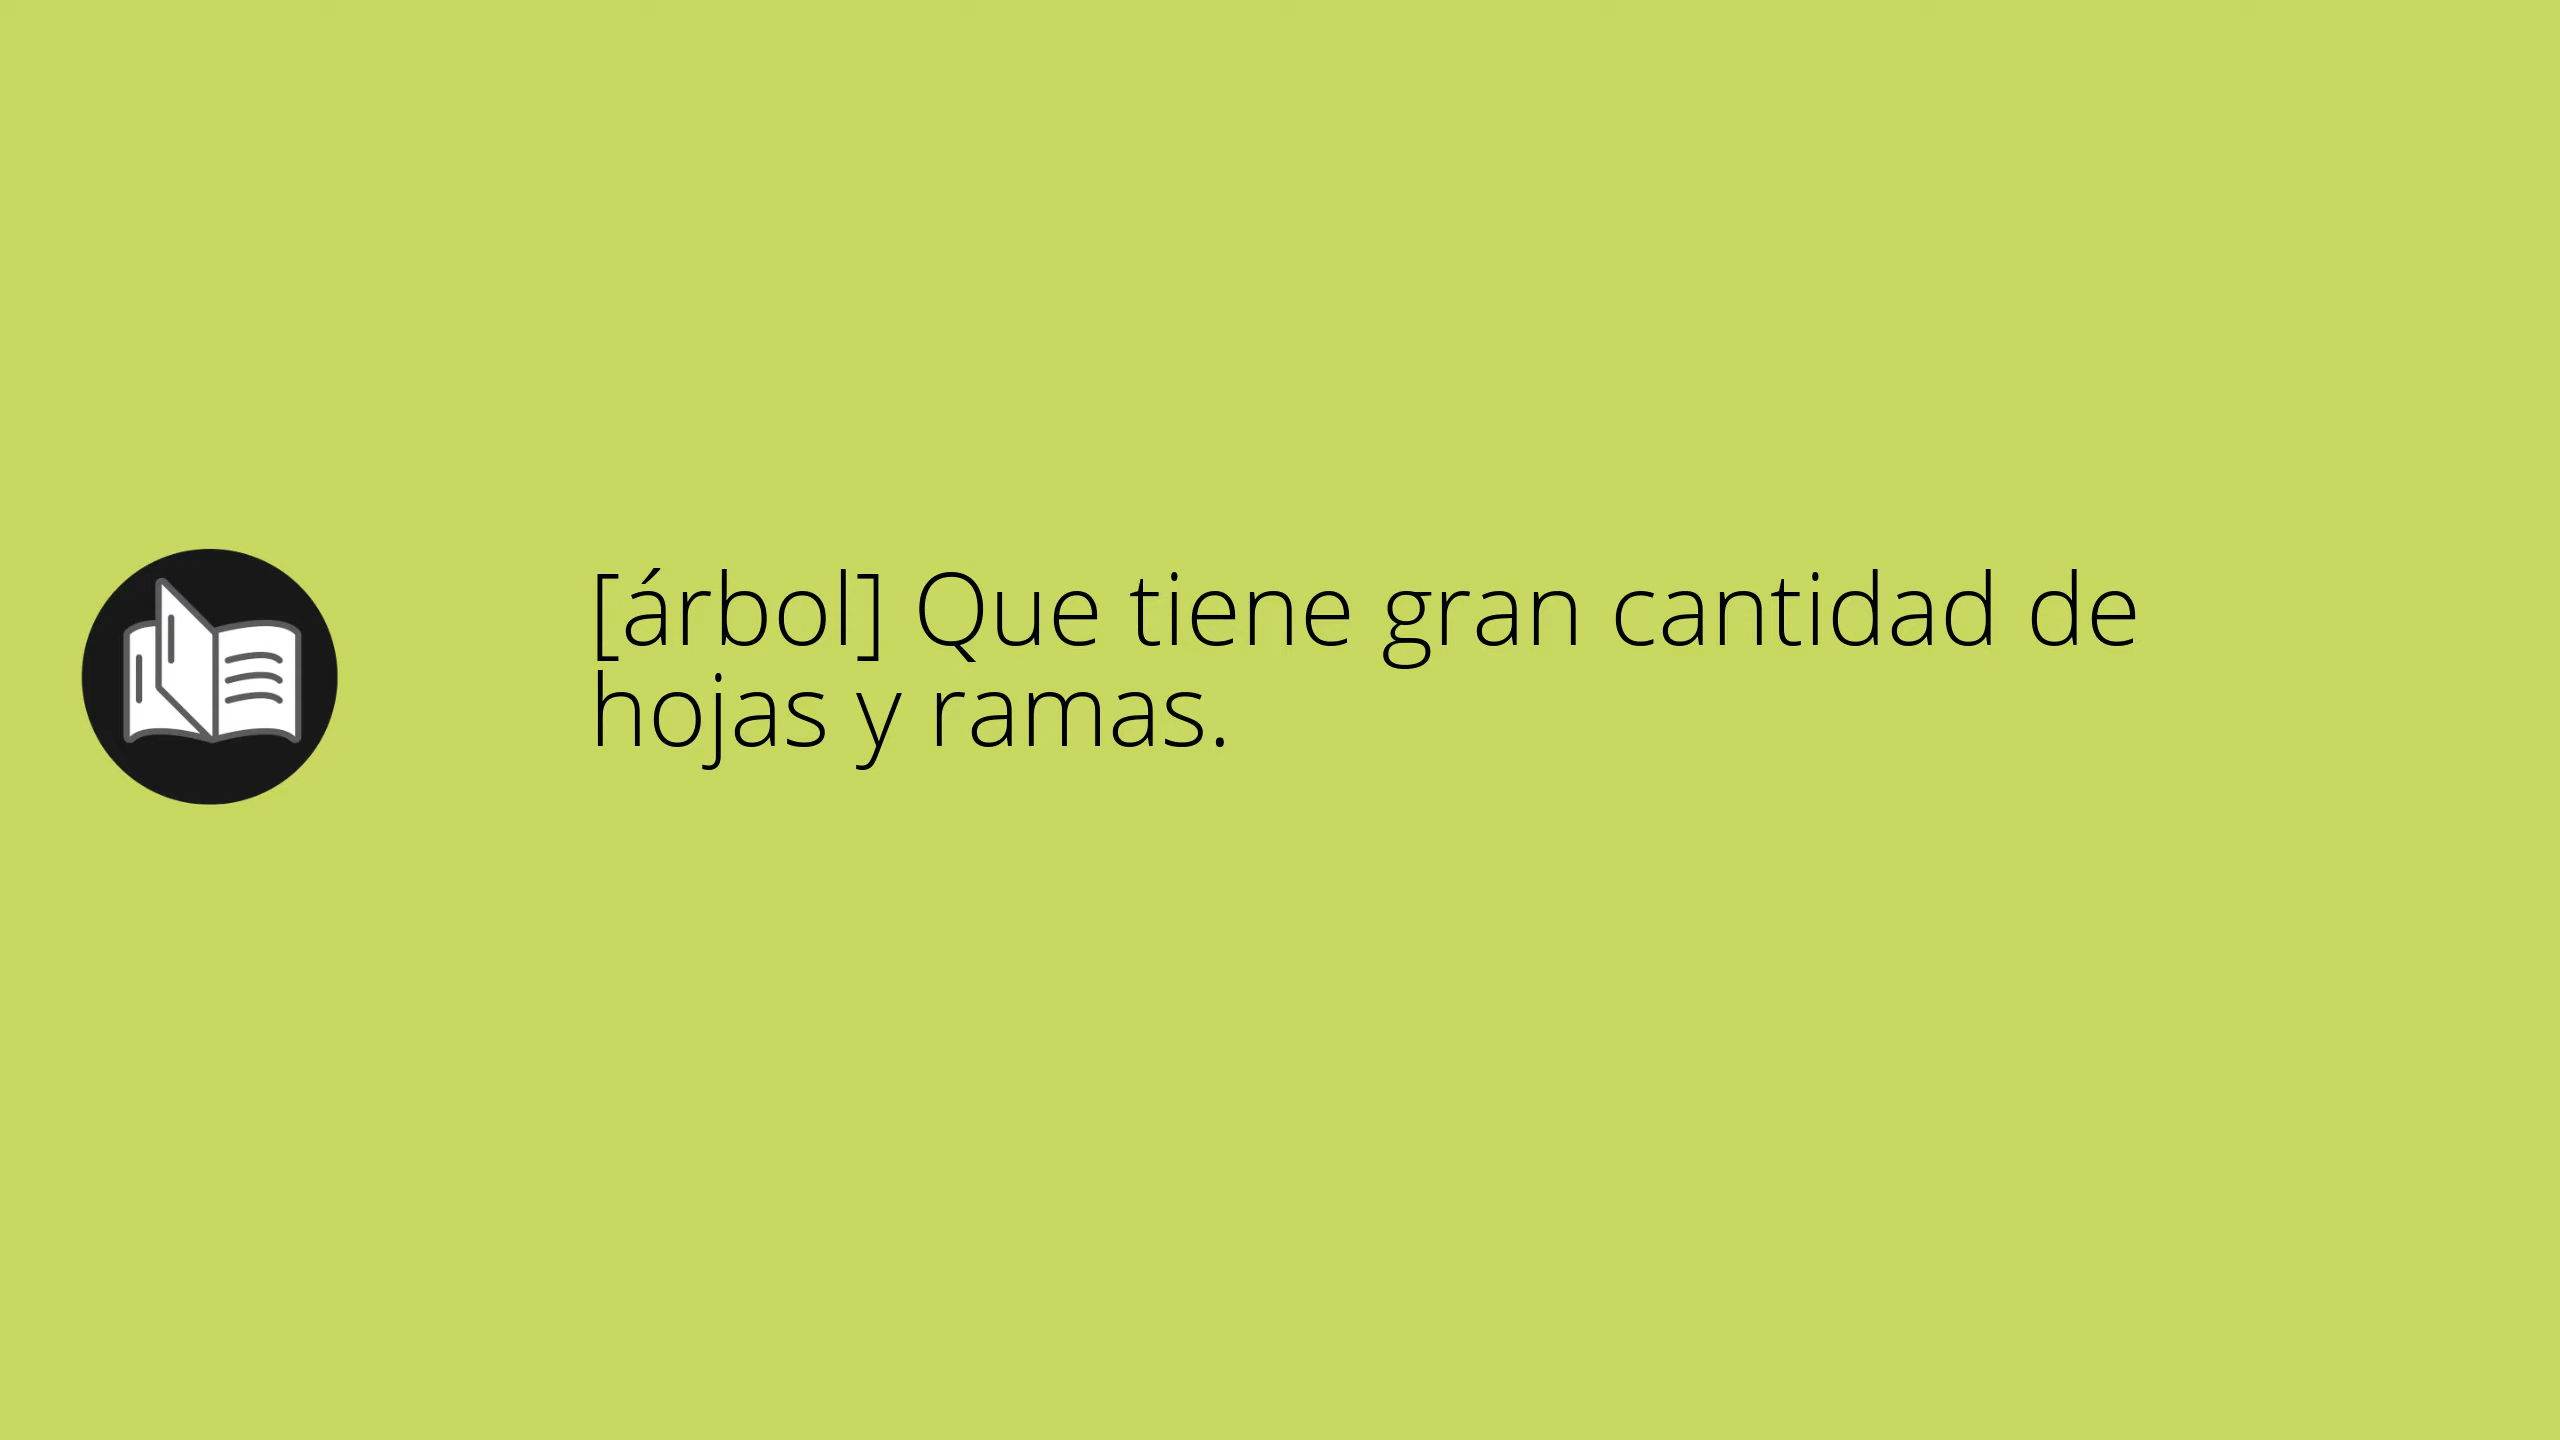 [árbol] Que tiene gran cantidad de
hojas y ramas.